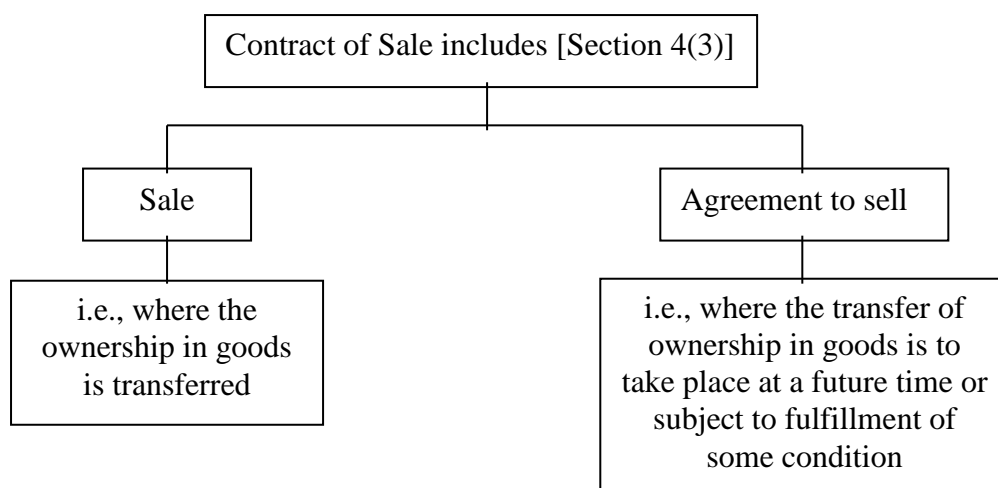 Contract of Sale includes [Section 4(3)]
Sale
Agreement to sell
i.e., where the
ownership in goods
is transferred
i.e., where the transfer of
ownership in goods is to
take place at a future time or
subject to fulfillment of
some condition